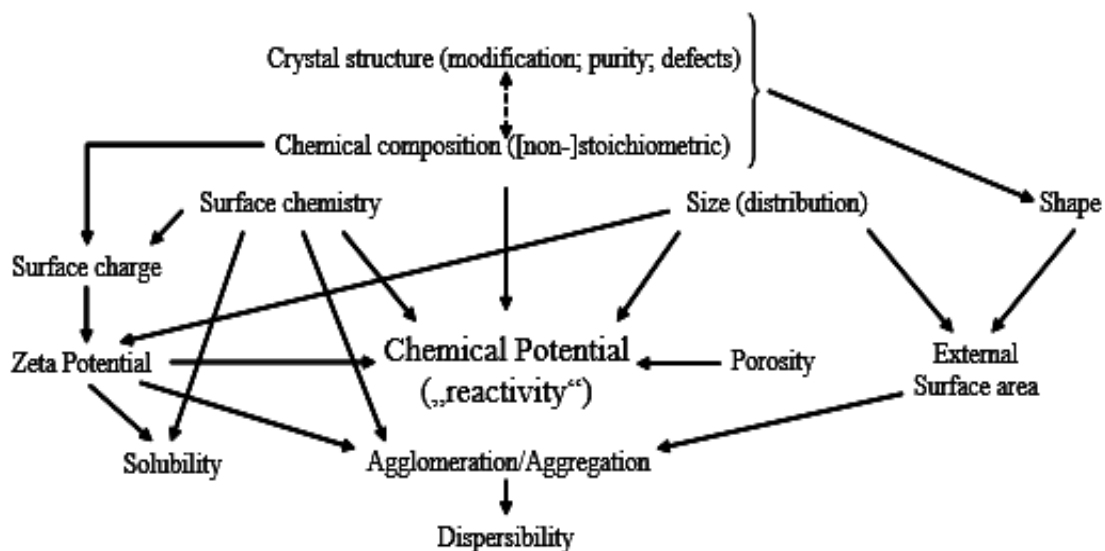 Crystal structure (modification; purity; defects)
Chemical composition ([non-]stoichiometric)
Surface chemistry
Size (distribution)
Shape
Surface charge
Zeta Potential
Chemical Potential
(„reactivity“)
Porosity
External
Surface area
Solubility
Agglomeration/Aggregation
Dispersibility